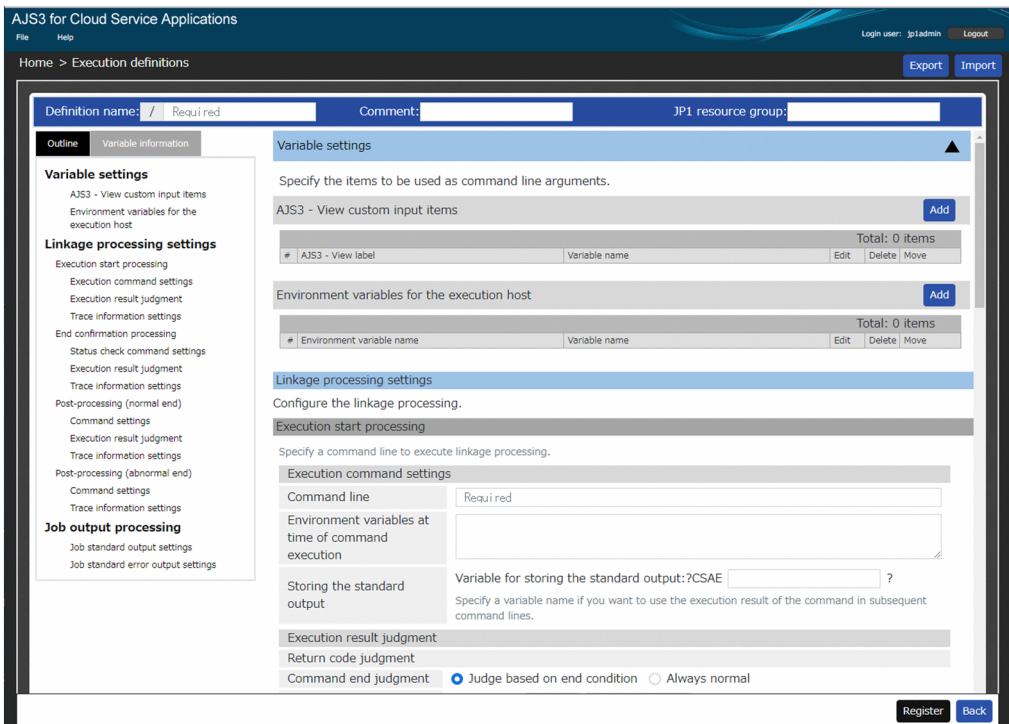 AJS3 for Cloud Service Applications
File Help
Login user: jp1admin Logout
Home > Execution definitions
Export Import
Definition name: / Required Comment: JP1 resource group:
Outline Variable information
Variable settings
AJS3 - View custom input items
Environment variables for the
execution host
Linkage processing settings
Execution start processing
Execution command settings
Execution result judgment
Trace information settings
End confirmation processing
Status check command settings
Execution result judgment
Trace information settings
Post-processing (normal end)
Command settings
Execution result judgment
Trace information settings
Post-processing (abnormal end)
Command settings
Trace information settings
Job output processing
Job standard output settings
Job standard error output settings
Variable settings
Specify the items to be used as command line arguments.
AJS3 - View custom input items Add
Total: 0 items
# AJS3 - View label Variable name Edit Delete Move
Environment variables for the execution host Add
Total: 0 items
# Environment variable name Variable name Edit Delete Move
Linkage processing settings
Configure the linkage processing.
Execution start processing
Specify a command line to execute linkage processing.
Execution command settings
Command line Required
Environment variables at
time of command
execution
Storing the standard
output
Variable for storing the standard output:?CSAE ?
Specify a variable name if you want to use the execution result of the command in subsequent
command lines.
Execution result judgment
Return code judgment
Command end judgment Judge based on end condition Always normal
Register Back